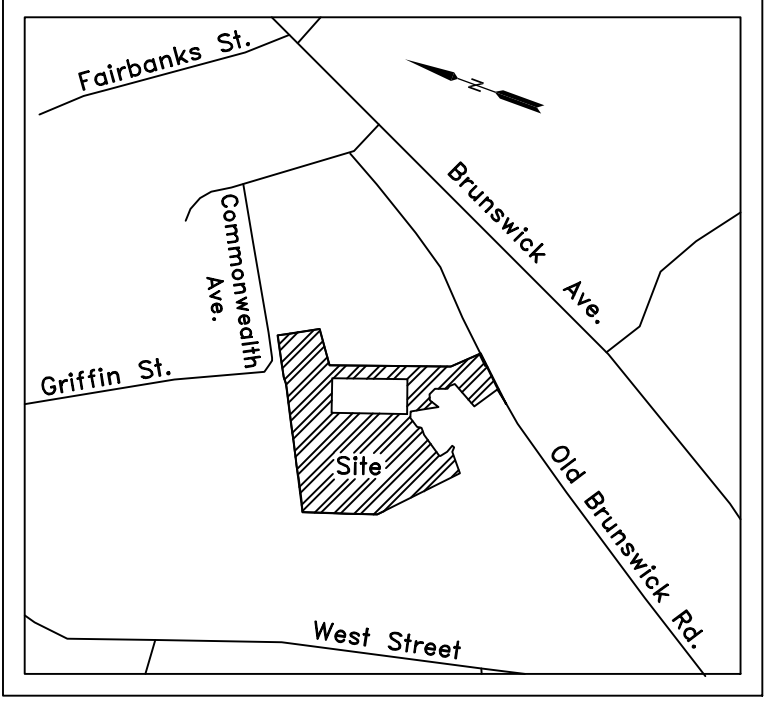 Fairbanks St.
N
Brunswick Ave.
Commonwealth
Ave.
Griffin St.
Site
Old Brunswick Rd.
West Street